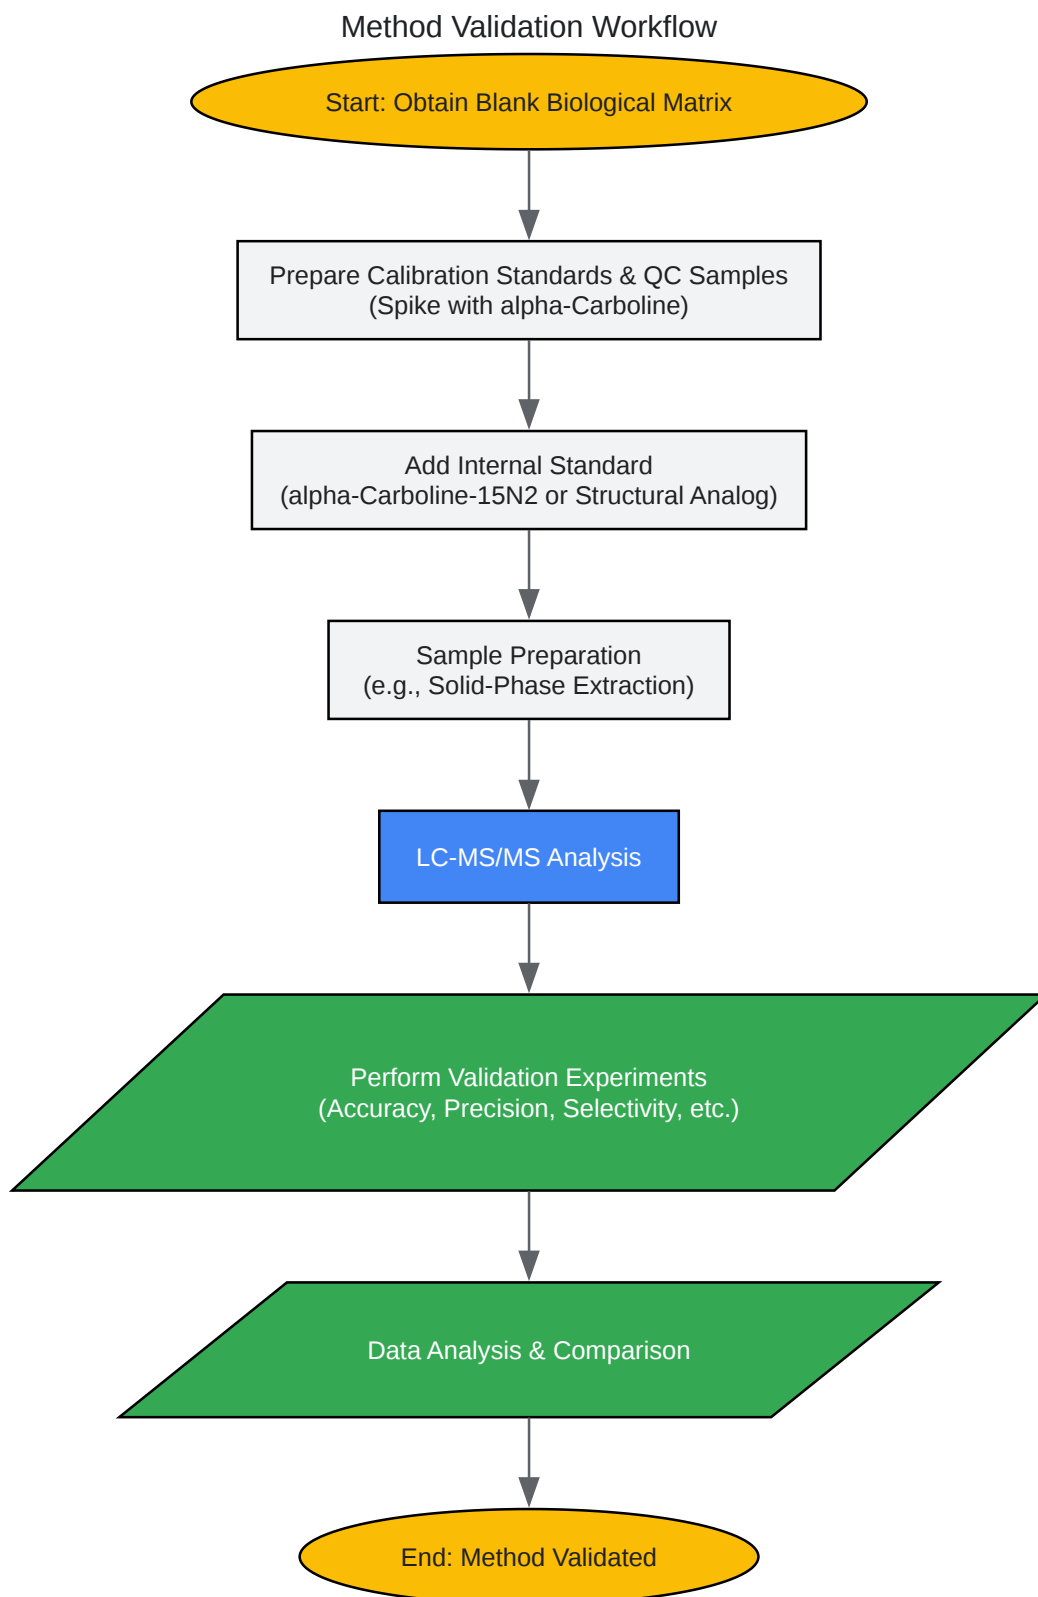 Method Validation Workflow
Start: Obtain Blank Biological Matrix
Prepare Calibration Standards & QC Samples
(Spike with alpha-Carboline)
Add Internal Standard
(alpha-Carboline-15N2 or Structural Analog)
Sample Preparation
(e.g., Solid-Phase Extraction)
LC-MS/MS Analysis
Perform Validation Experiments
(Accuracy, Precision, Selectivity, etc.)
Data Analysis & Comparison
End: Method Validated